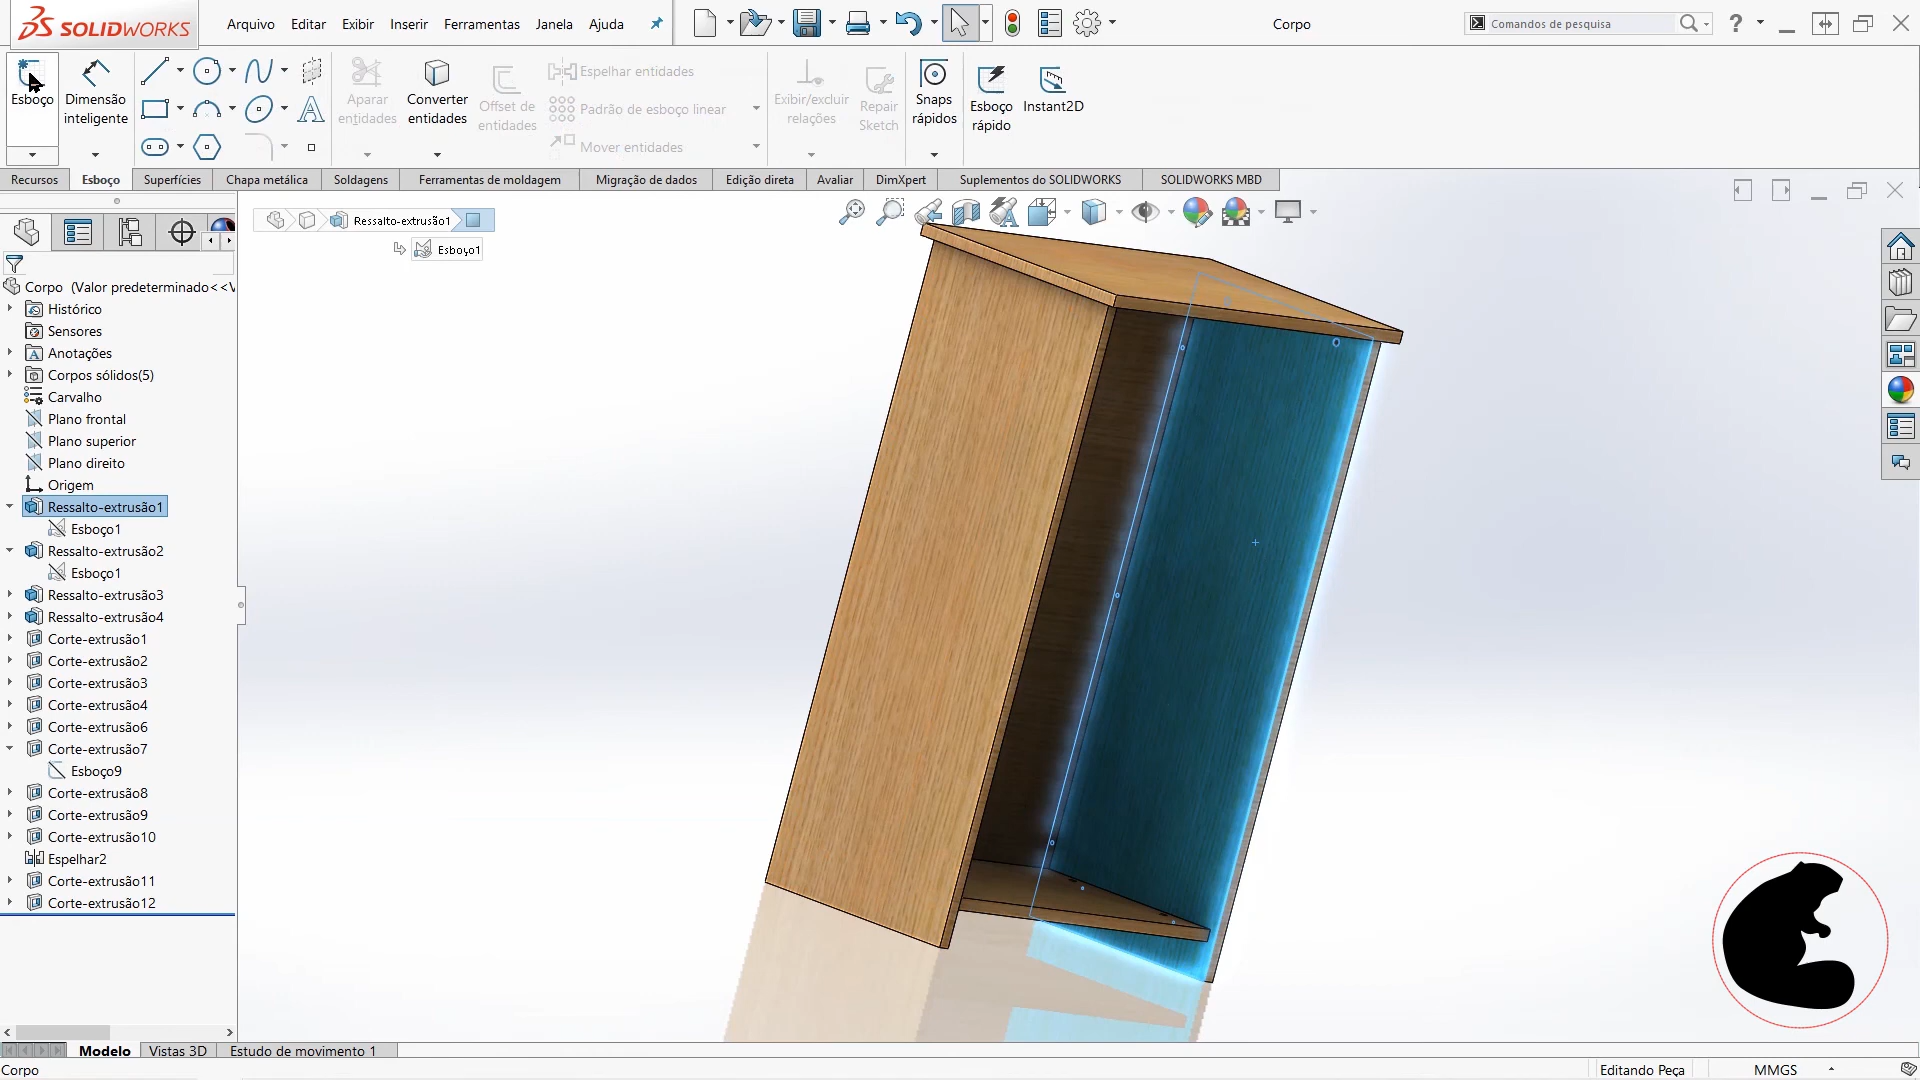 SOLIDWORKS
Arquivo Editar Exibir Inserir Ferramentas Janela Ajuda
Corpo
Comandos de pesquisa
?
Esboço
Dimensão inteligente
Aparar entidades
Converter entidades
Offset de entidades
Espelhar entidades
Padrão de esboço linear
Mover entidades
Exibir/excluir relações
Repair Sketch
Snaps rápidos
Esboço rápido
Instant2D
Recursos Esboço Superfícies Chapa metálica Soldagens Ferramentas de moldagem Migração de dados Edição direta Avaliar DimXpert Suplementos do SOLIDWORKS SOLIDWORKS MBD
Ressalto-extrusão1
Esboço1
Corpo (Valor predeterminado<<V
Histórico
Sensores
Anotações
Corpos sólidos(5)
Carvalho
Plano frontal
Plano superior
Plano direito
Origem
Ressalto-extrusão1
Esboço1
Ressalto-extrusão2
Esboço1
Ressalto-extrusão3
Ressalto-extrusão4
Corte-extrusão1
Corte-extrusão2
Corte-extrusão3
Corte-extrusão4
Corte-extrusão6
Corte-extrusão7
Esboço9
Corte-extrusão8
Corte-extrusão9
Corte-extrusão10
Espelhar2
Corte-extrusão11
Corte-extrusão12
Modelo Vistas 3D Estudo de movimento 1
Corpo
Editando Peça
MMGS